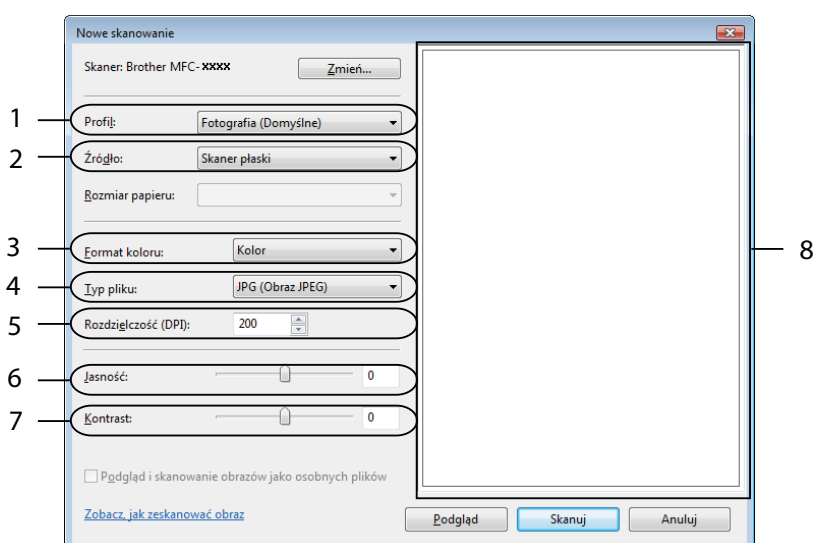 Nowe skanowanie
Skaner: Brother MFC-xxxx Zmień...
1 Profil: Fotografia (Domyślne)
2 Źródło: Skaner płaski
Rozmiar papieru:
3 Format koloru: Kolor
8
4 Typ pliku: JPG (Obraz JPEG)
5 Rozdzielczość (DPI): 200
6 Jasność: 0
7 Kontrast: 0
Podgląd i skanowanie obrazów jako osobnych plików
Zobacz, jak zeskanować obraz
Podgląd Skanuj Anuluj